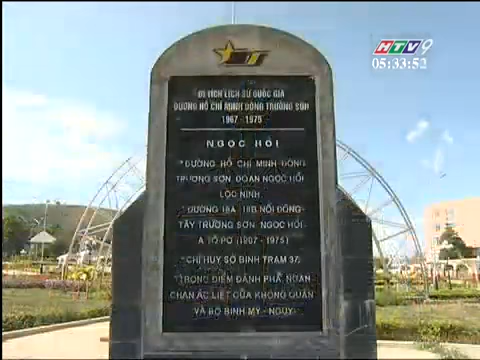 HTV9
05:33:52
DI TÍCH LỊCH SỬ QUỐC GIA
ĐƯỜNG HỒ CHÍ MINH ĐÔNG TRƯỜNG SƠN
1967 - 1975
NGỌC HỒI
*ĐƯỜNG HỒ CHÍ MINH ĐÔNG
TRƯỜNG SƠN, ĐOẠN NGỌC HỒI
LỘC NINH
*ĐƯỜNG 18A, 18B NỐI ĐÔNG-
TÂY TRƯỜNG SƠN, NGỌC HỒI-
A TÔ PƠ (1967 - 1975)
*CHỈ HUY SỞ BINH TRẠM 37,
TRỌNG ĐIỂM ĐÁNH PHÁ, NGĂN
CHẶN ÁC LIỆT CỦA KHÔNG QUÂN
VÀ BỘ BINH MỸ - NGỤY